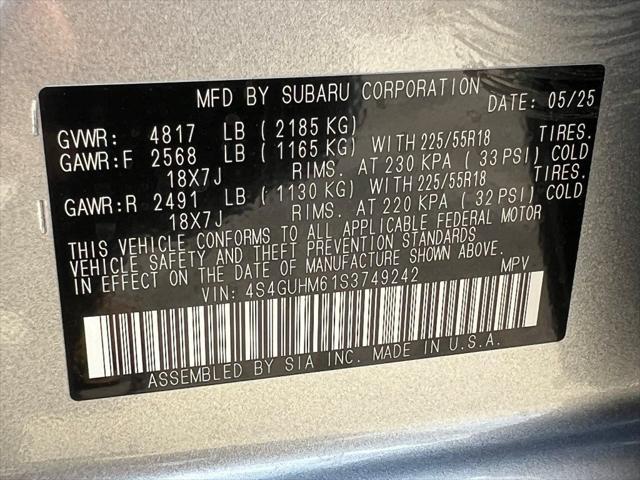 MFD BY SUBARU CORPORATION DATE: 05/25
GVWR: 4817 LB ( 2185 KG)
GAWR:F 2568 LB ( 1165 KG) WITH 225/55R18 TIRES.
18X7J RIMS. AT 230 KPA ( 33 PSI) COLD
GAWR:R 2491 LB ( 1130 KG) WITH 225/55R18 TIRES.
18X7J RIMS. AT 220 KPA ( 32 PSI) COLD
THIS VEHICLE CONFORMS TO ALL APPLICABLE FEDERAL MOTOR
VEHICLE SAFETY AND THEFT PREVENTION STANDARDS
IN EFFECT ON THE DATE OF MANUFACTURE SHOWN ABOVE.
VIN: 4S4GUHM61S3749242 MPV
ASSEMBLED BY SIA INC. MADE IN U.S.A.